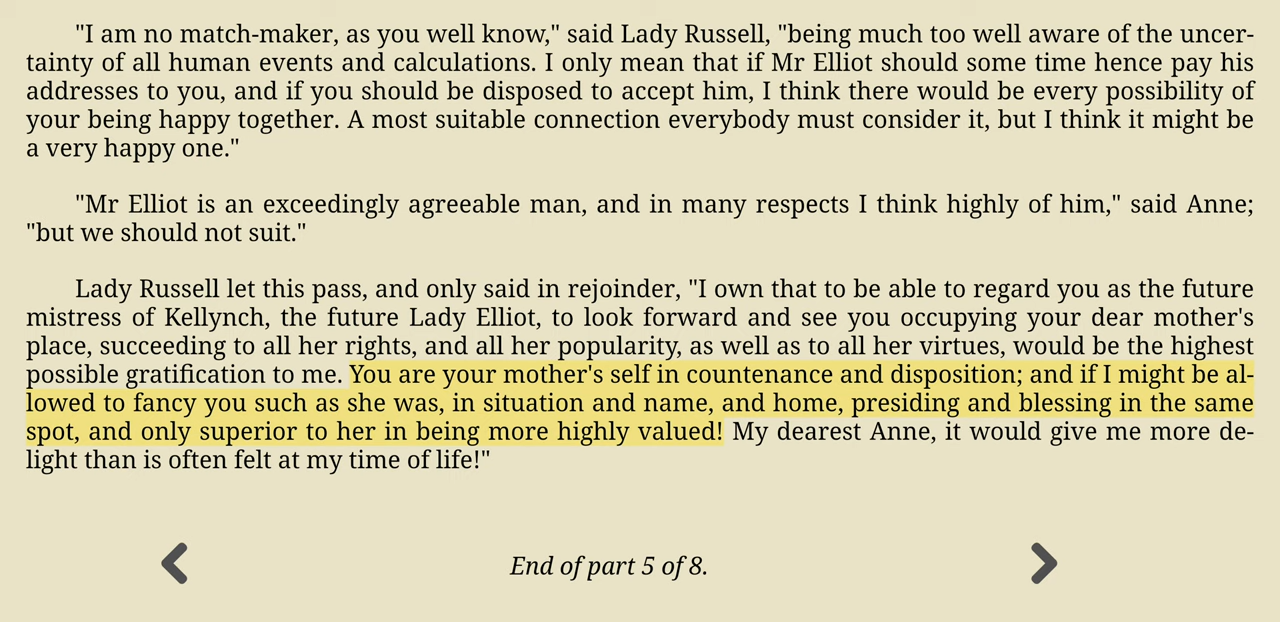 "I am no match-maker, as you well know," said Lady Russell, "being much too well aware of the uncer-
tainty of all human events and calculations. I only mean that if Mr Elliot should some time hence pay his
addresses to you, and if you should be disposed to accept him, I think there would be every possibility of
your being happy together. A most suitable connection everybody must consider it, but I think it might be
a very happy one."
"Mr Elliot is an exceedingly agreeable man, and in many respects I think highly of him," said Anne;
"but we should not suit."
Lady Russell let this pass, and only said in rejoinder, "I own that to be able to regard you as the future
mistress of Kellynch, the future Lady Elliot, to look forward and see you occupying your dear mother's
place, succeeding to all her rights, and all her popularity, as well as to all her virtues, would be the highest
possible gratification to me. You are your mother's self in countenance and disposition; and if I might be al-
lowed to fancy you such as she was, in situation and name, and home, presiding and blessing in the same
spot, and only superior to her in being more highly valued! My dearest Anne, it would give me more de-
light than is often felt at my time of life!"
End of part 5 of 8.